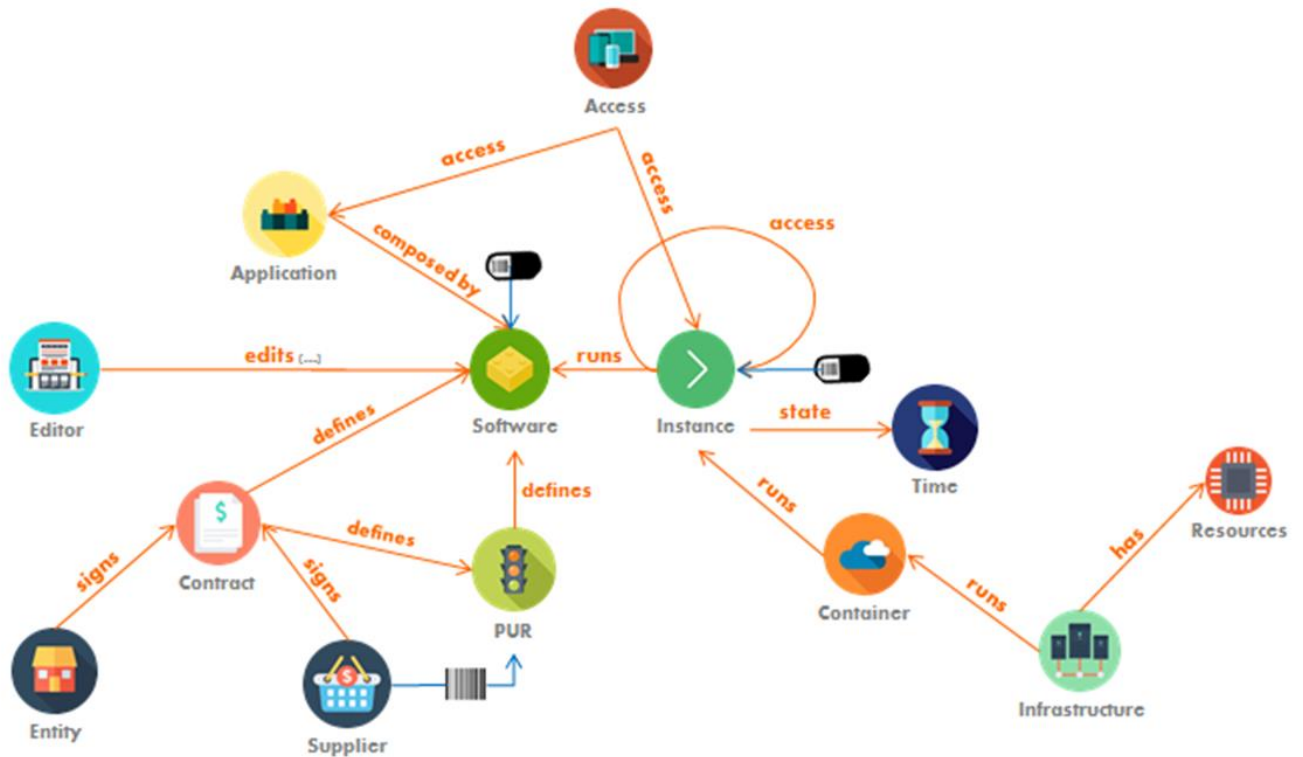 Access
access
access
access
Application
composed by
edits (...)
runs
Editor
Software
Instance
state
Time
defines
defines
runs
Resources
Contract
defines
has
signs
signs
PUR
Container
runs
Entity
Supplier
Infrastructure
$
$